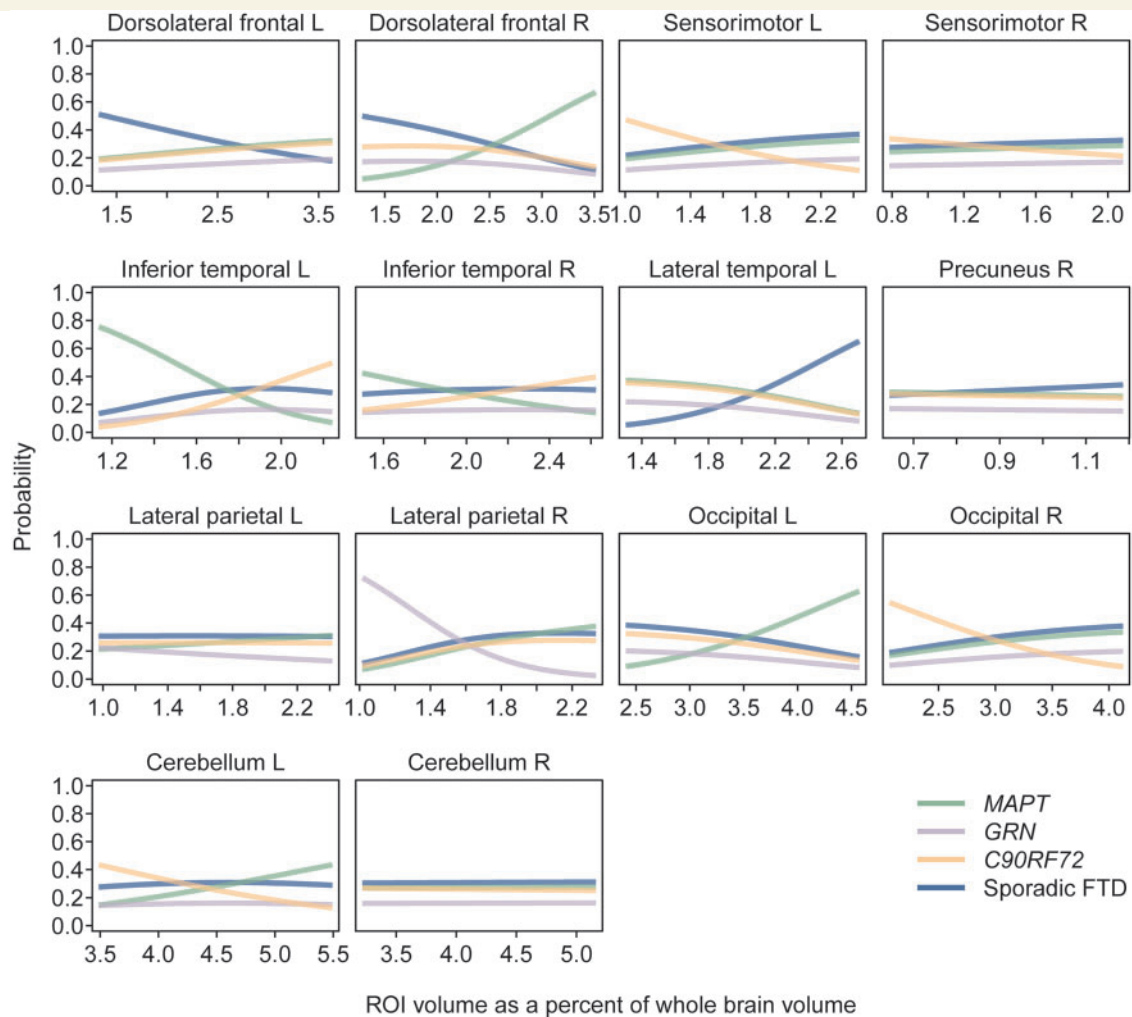 Dorsolateral frontal L Dorsolateral frontal R Sensorimotor L Sensorimotor R
1.0
0.8
0.6
0.4
0.2
0.0
1.5 2.5 3.5 1.5 2.0 2.5 3.0 3.5 1.0 1.4 1.8 2.2 0.8 1.2 1.6 2.0
Inferior temporal L Inferior temporal R Lateral temporal L Precuneus R
1.0
0.8
0.6
0.4
0.2
0.0
1.2 1.6 2.0 1.6 2.0 2.4 1.4 1.8 2.2 2.6 0.7 0.9 1.1
Probability
Lateral parietal L Lateral parietal R Occipital L Occipital R
1.0
0.8
0.6
0.4
0.2
0.0
1.0 1.4 1.8 2.2 1.0 1.4 1.8 2.2 2.5 3.0 3.5 4.0 4.5 2.5 3.0 3.5 4.0
Cerebellum L Cerebellum R
1.0
0.8
0.6
0.4
0.2
0.0
3.5 4.0 4.5 5.0 5.5 3.5 4.0 4.5 5.0
MAPT
GRN
C90RF72
Sporadic FTD
ROI volume as a percent of whole brain volume